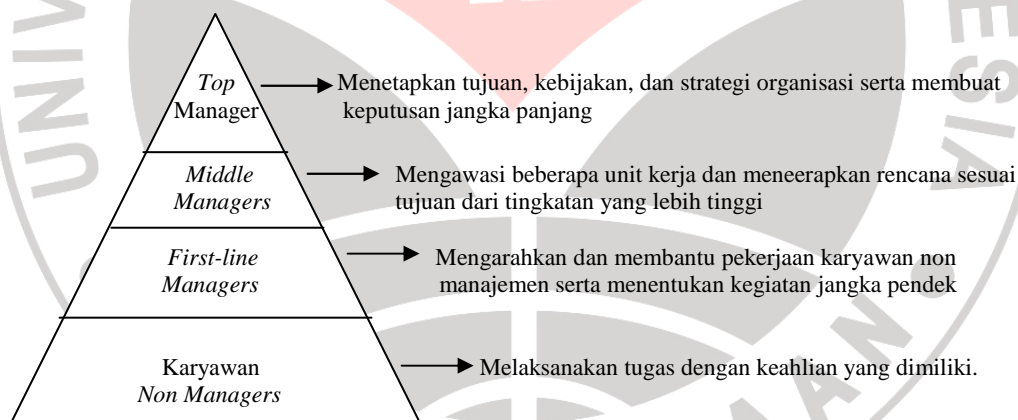 Top
Manager
Menetapkan tujuan, kebijakan, dan strategi organisasi serta membuat
keputusan jangka panjang
Middle
Managers
Mengawasi beberapa unit kerja dan meneerapkan rencana sesuai
tujuan dari tingkatan yang lebih tinggi
First-line
Managers
Mengarahkan dan membantu pekerjaan karyawan non
manajemen serta menentukan kegiatan jangka pendek
Karyawan
Non Managers
Melaksanakan tugas dengan keahlian yang dimiliki.